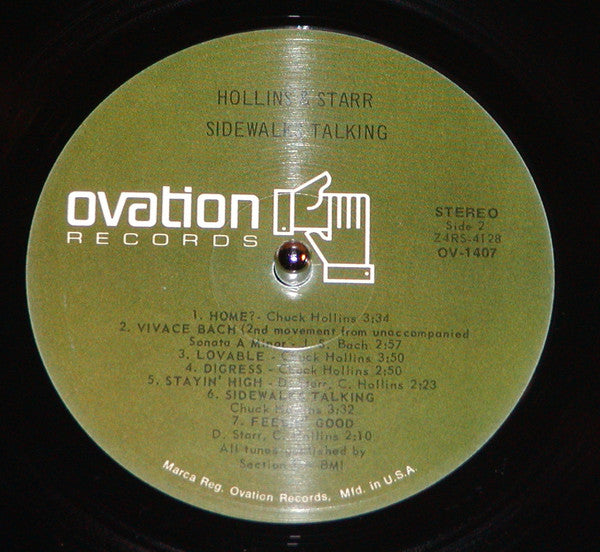 HOLLINS & STARR
SIDEWALKS TALKING
ovation
RECORDS
STEREO
Side 2
Z4RS-4128
OV-1407
1. HOME? - Chuck Hollins 3:34
2. VIVACE BACH (2nd movement from unaccompanied
Sonata A Minor - J. S. Bach 2:57
3. LOVABLE - Chuck Hollins 3:50
4. DIGRESS - Chuck Hollins 2:50
5. STAYIN' HIGH - D. Starr, C. Hollins 2:23
6. SIDEWALKS TALKING
Chuck Hollins 3:32
7. FEELIN' GOOD
D. Starr, C. Hollins 2:10
All tunes published by
BMI
Marca Reg. Ovation Records, Mfd. in U.S.A.